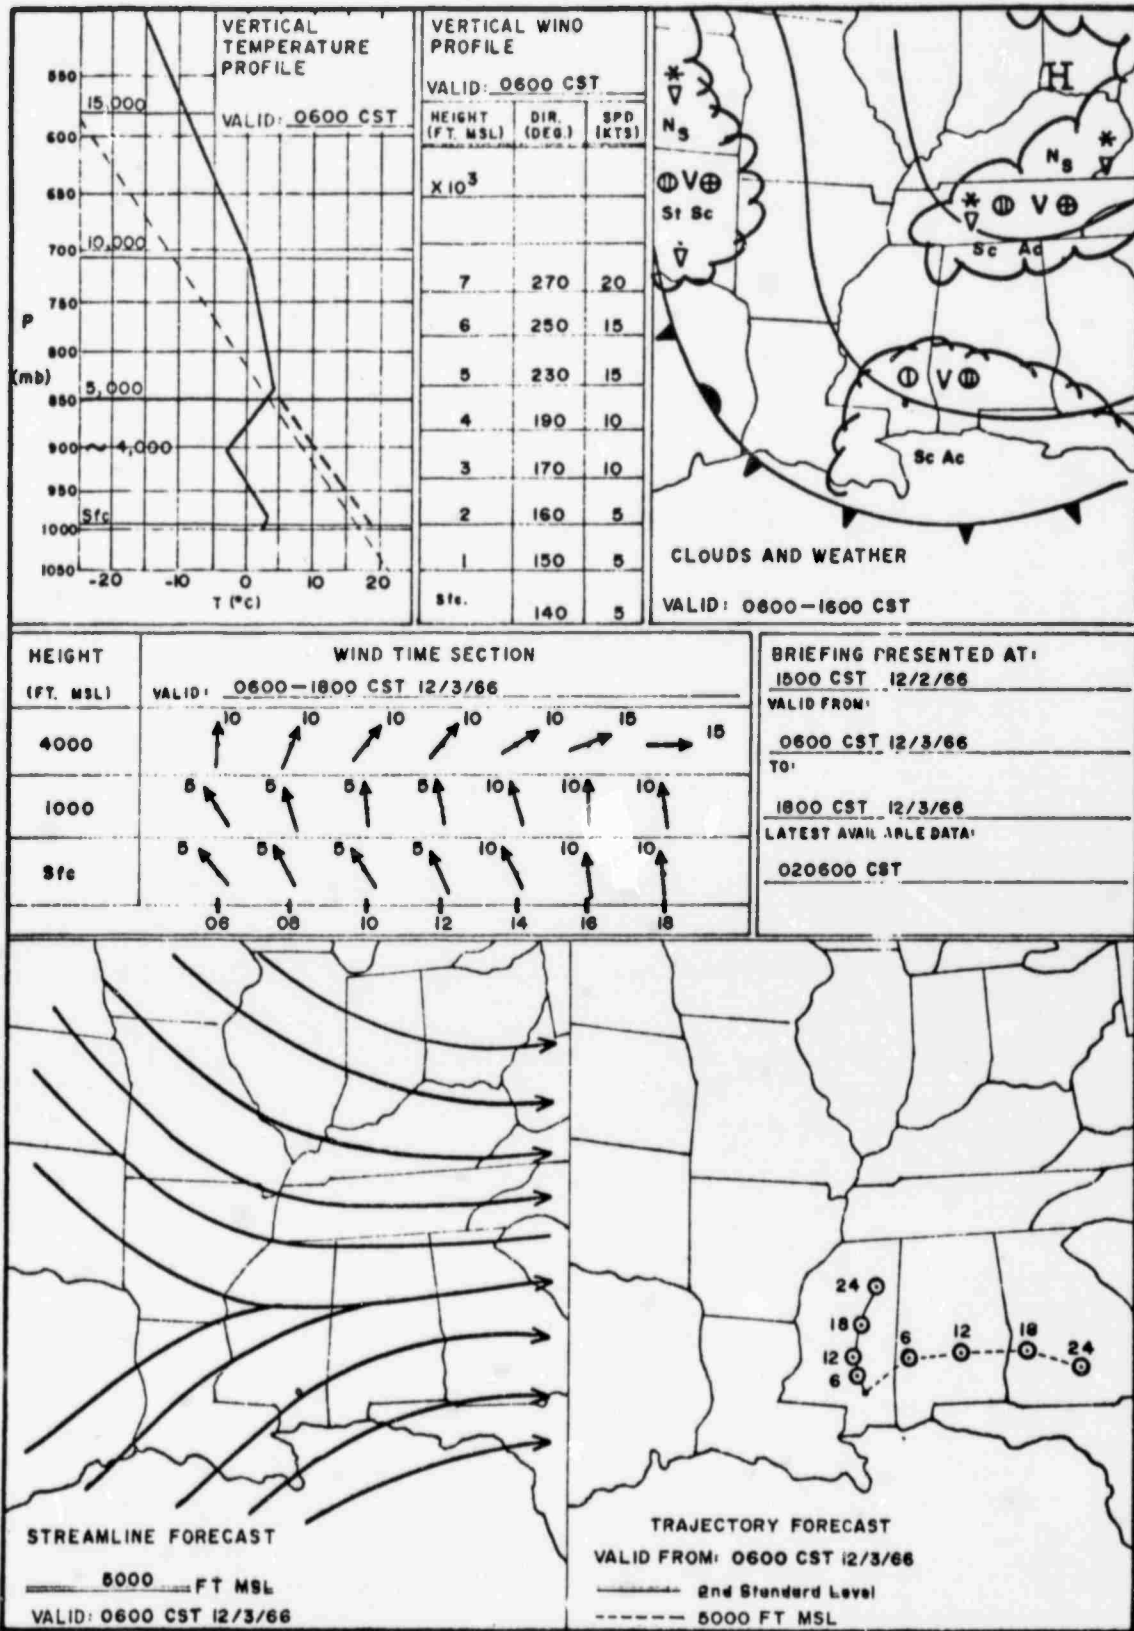 VERTICAL
TEMPERATURE
PROFILE
VALID: 0600 CST
550
15,000
600
650
10,000
700
750
P
800
(mb)
5,000
850
~ 4,000
900
950
Sfc
1000
1050
-20 -10 0 10 20
T (°C)
VERTICAL WIND
PROFILE
VALID: 0600 CST
HEIGHT (FT. MSL) DIR. (DEG.) SPD (KTS)
X 10³
7 270 20
6 250 15
5 230 15
4 190 10
3 170 10
2 160 5
1 150 5
Sfc. 140 5
H
Ns
Ns
V
St Sc
V
Sc Ac
V
Sc Ac
CLOUDS AND WEATHER
VALID: 0600-1600 CST
HEIGHT
(FT. MSL)
WIND TIME SECTION
VALID: 0600-1800 CST 12/3/66
4000 10 10 10 10 10 15 15
1000 5 5 5 5 10 10 10
Sfc 5 5 5 5 10 10 10
06 08 10 12 14 16 18
BRIEFING PRESENTED AT:
1500 CST 12/2/66
VALID FROM:
0600 CST 12/3/66
TO:
1800 CST 12/3/66
LATEST AVAILABLE DATA:
020600 CST
STREAMLINE FORECAST
5000 FT MSL
VALID: 0600 CST 12/3/66
24
18
12
6
6 12 18 24
TRAJECTORY FORECAST
VALID FROM: 0600 CST 12/3/66
2nd Standard Level
5000 FT MSL